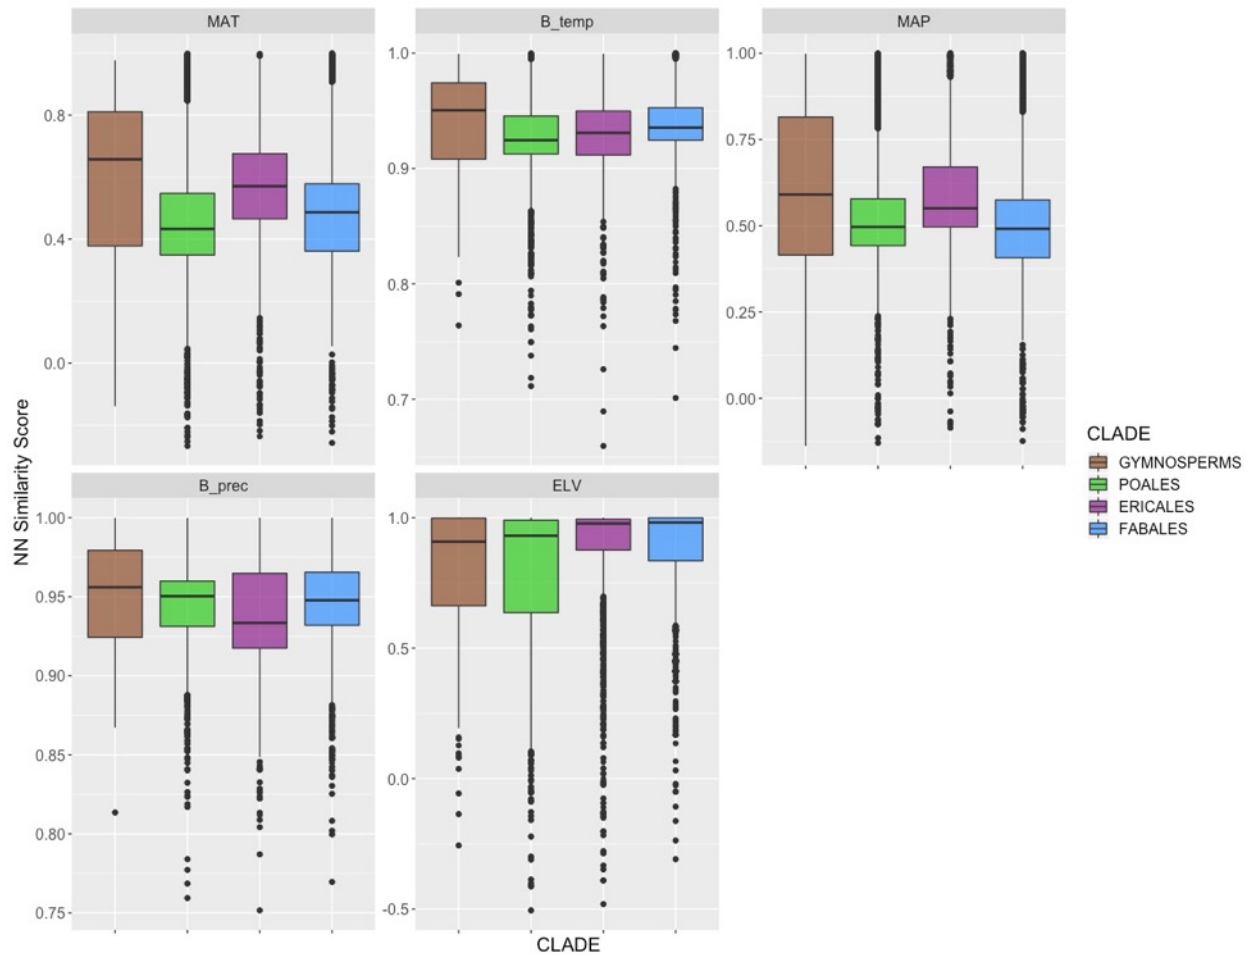 MAT
B_temp
MAP
0.8
0.4
0.0
1.0
0.9
0.8
0.7
1.00
0.75
0.50
0.25
0.00
NN Similarity Score
CLADE
GYMNOSPERMS
POALES
ERICALES
FABALES
B_prec
ELV
1.00
0.95
0.90
0.85
0.80
0.75
1.0
0.5
0.0
-0.5
CLADE